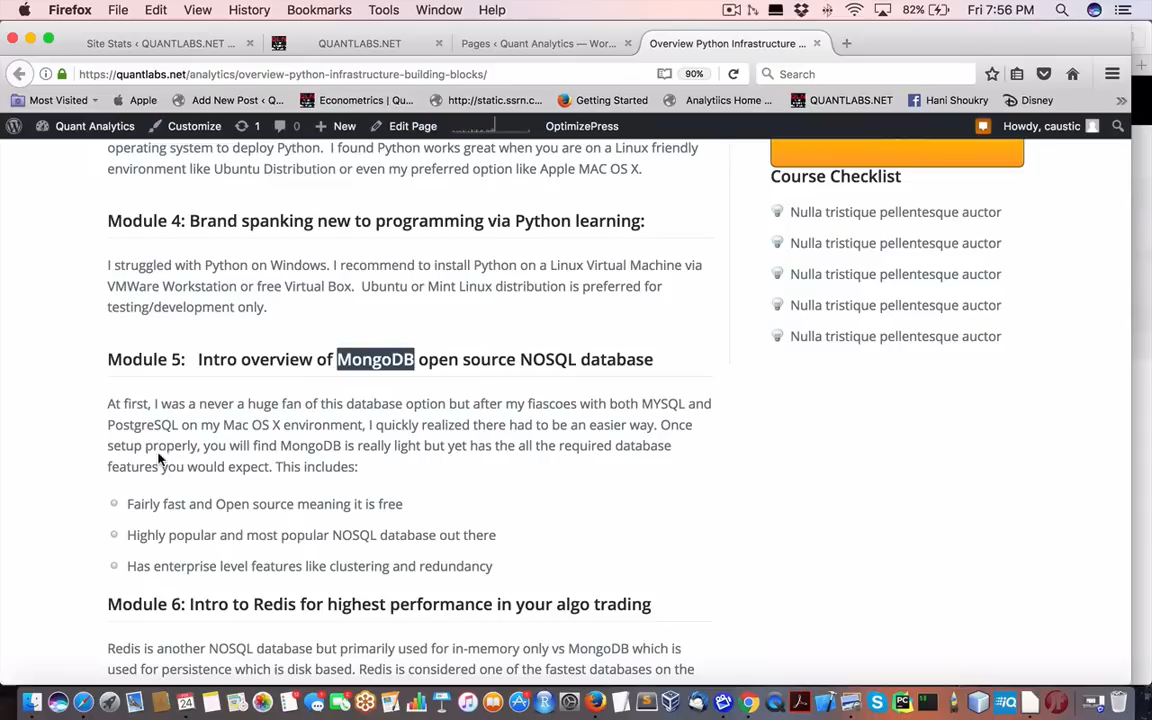 Firefox File Edit View History Bookmarks Tools Window Help 82% Fri 7:56 PM
Site Stats ‹ QUANTLABS.NET ... × QUANTLABS.NET × Pages ‹ Quant Analytics — Wor... × Overview Python Infrastructure ... × +
https://quantlabs.net/analytics/overview-python-infrastructure-building-blocks/ 90% Search
Most Visited Apple Add New Post ‹ Q... Econometrics | Qu... http://static.ssrn.c... Getting Started Analytiics Home ... QUANTLABS.NET Hani Shoukry Disney »
Quant Analytics Customize 1 0 + New Edit Page OptimizePress Howdy, caustic
operating system to deploy Python. I found Python works great when you are on a Linux friendly
environment like Ubuntu Distribution or even my preferred option like Apple MAC OS X.
Course Checklist
Nulla tristique pellentesque auctor
Nulla tristique pellentesque auctor
Nulla tristique pellentesque auctor
Nulla tristique pellentesque auctor
Nulla tristique pellentesque auctor
Module 4: Brand spanking new to programming via Python learning:
I struggled with Python on Windows. I recommend to install Python on a Linux Virtual Machine via
VMWare Workstation or free Virtual Box. Ubuntu or Mint Linux distribution is preferred for
testing/development only.
Module 5: Intro overview of MongoDB open source NOSQL database
At first, I was a never a huge fan of this database option but after my fiascoes with both MYSQL and
PostgreSQL on my Mac OS X environment, I quickly realized there had to be an easier way. Once
setup properly, you will find MongoDB is really light but yet has the all the required database
features you would expect. This includes:
Fairly fast and Open source meaning it is free
Highly popular and most popular NOSQL database out there
Has enterprise level features like clustering and redundancy
Module 6: Intro to Redis for highest performance in your algo trading
Redis is another NOSQL database but primarily used for in-memory only vs MongoDB which is
used for persistence which is disk based. Redis is considered one of the fastest databases on the